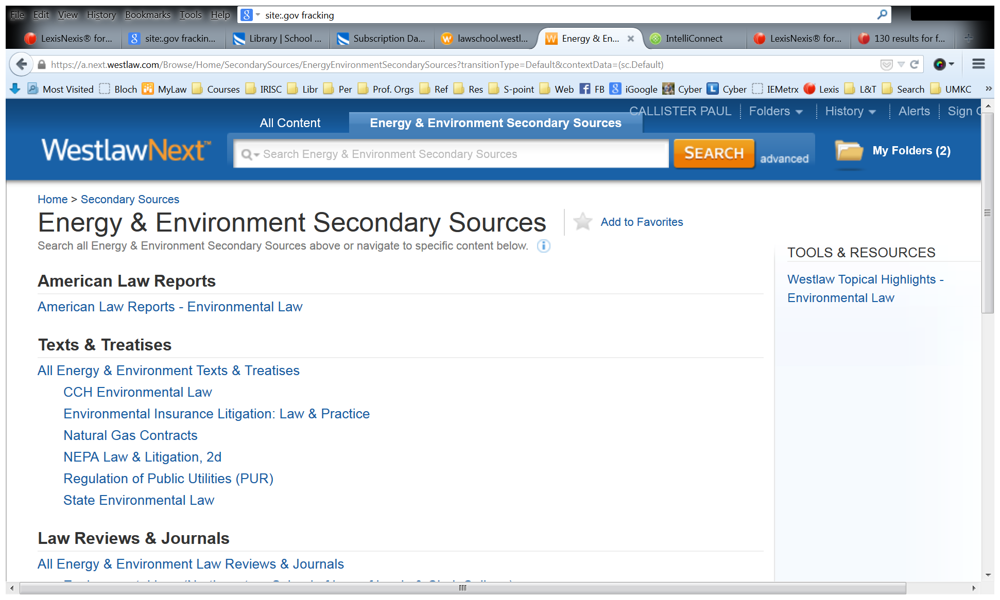 File Edit View History Bookmarks Tools Help site:.gov fracking
LexisNexis® for... site:.gov frackin... Library | School ... Subscription Da... lawschool.westl... Energy & En... IntelliConnect LexisNexis® for... 130 results for f...
https://a.next.westlaw.com/Browse/Home/SecondarySources/EnergyEnvironmentSecondarySources?transitionType=Default&contextData=(sc.Default)
Most Visited Bloch MyLaw Courses IRISC Libr Per Prof. Orgs Ref Res S-point Web FB iGoogle Cyber Cyber IEMetrx Lexis L&T Search UMKC
CALLISTER PAUL Folders History Alerts Sign
All Content Energy & Environment Secondary Sources
WestlawNext™ Search Energy & Environment Secondary Sources SEARCH advanced My Folders (2)
Home > Secondary Sources
Energy & Environment Secondary Sources Add to Favorites
Search all Energy & Environment Secondary Sources above or navigate to specific content below.
TOOLS & RESOURCES
Westlaw Topical Highlights -
Environmental Law
American Law Reports
American Law Reports - Environmental Law
Texts & Treatises
All Energy & Environment Texts & Treatises
CCH Environmental Law
Environmental Insurance Litigation: Law & Practice
Natural Gas Contracts
NEPA Law & Litigation, 2d
Regulation of Public Utilities (PUR)
State Environmental Law
Law Reviews & Journals
All Energy & Environment Law Reviews & Journals